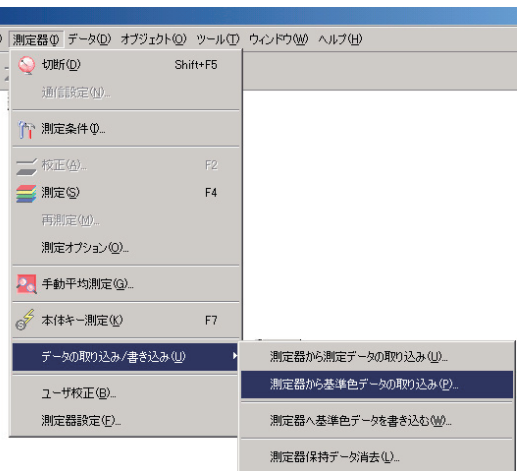 測定器(I) データ(D) オブジェクト(O) ツール(T) ウィンドウ(W) ヘルプ(H)
切断(D) Shift+F5
通信設定(N)...
測定条件(I)...
校正(A)... F2
測定(S) F4
再測定(M)...
測定オプション(O)...
手動平均測定(G)...
本体キー測定(K) F7
データの取り込み/書き込み(U)
測定器から測定データの取り込み(U)...
測定器から基準色データの取り込み(P)...
ユーザ校正(B)...
測定器へ基準色データを書き込む(W)...
測定器設定(F)...
測定器保持データ消去(L)...